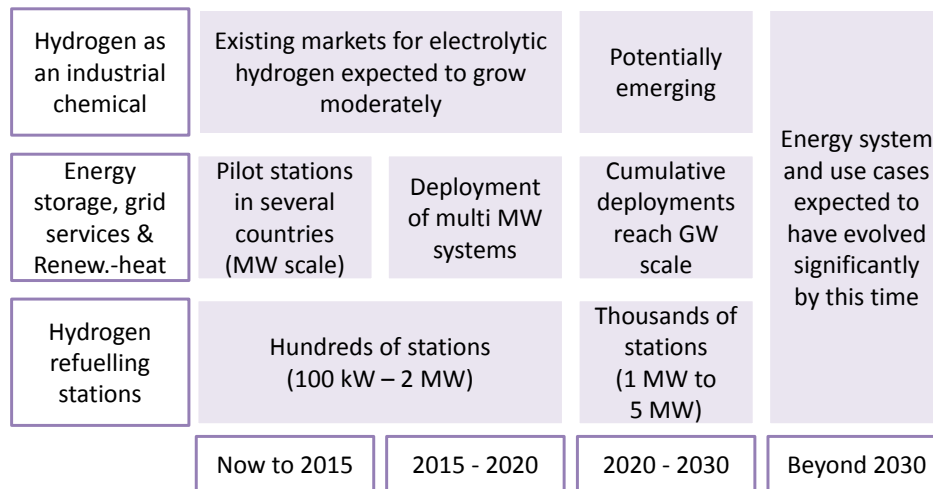 Hydrogen as
an industrial
chemical
Existing markets for electrolytic
hydrogen expected to grow
moderately
Potentially
emerging
Energy system
and use cases
expected to
have evolved
significantly
by this time
Energy
storage, grid
services &
Renew.-heat
Pilot stations
in several
countries
(MW scale)
Deployment
of multi MW
systems
Cumulative
deployments
reach GW
scale
Hydrogen
refuelling
stations
Hundreds of stations
(100 kW – 2 MW)
Thousands of
stations
(1 MW to
5 MW)
Now to 2015
2015 - 2020
2020 - 2030
Beyond 2030